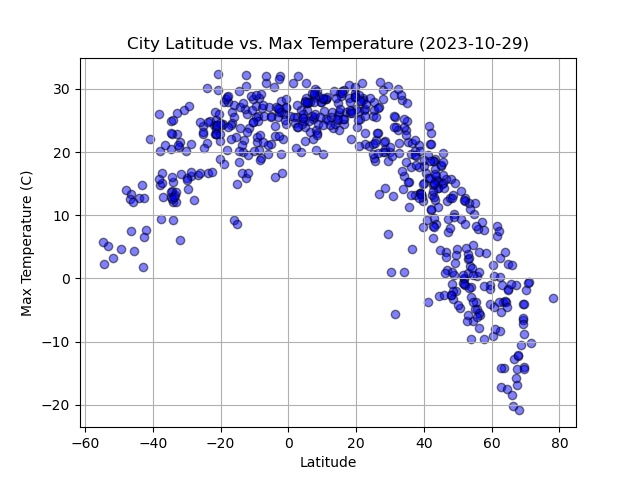 City Latitude vs. Max Temperature (2023-10-29)
Max Temperature (C)
30
20
10
0
−10
−20
−60 −40 −20 0 20 40 60 80
Latitude